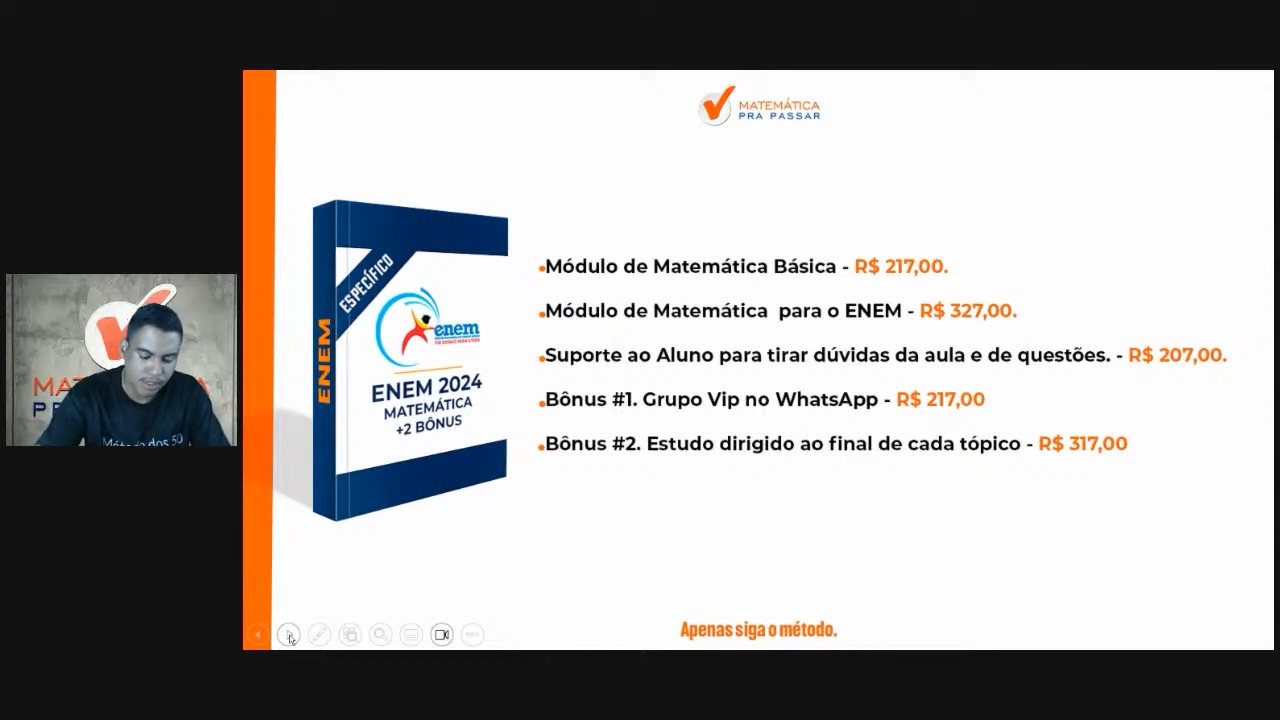 MATEMÁTICA
PRA PASSAR
ESPECÍFICO
enem
ENEM
ENEM 2024
MATEMÁTICA
+2 BÔNUS
•Módulo de Matemática Básica - R$ 217,00.
•Módulo de Matemática para o ENEM - R$ 327,00.
•Suporte ao Aluno para tirar dúvidas da aula e de questões. - R$ 207,00.
•Bônus #1. Grupo Vip no WhatsApp - R$ 217,00
•Bônus #2. Estudo dirigido ao final de cada tópico - R$ 317,00
Método dos 50
Apenas siga o método.